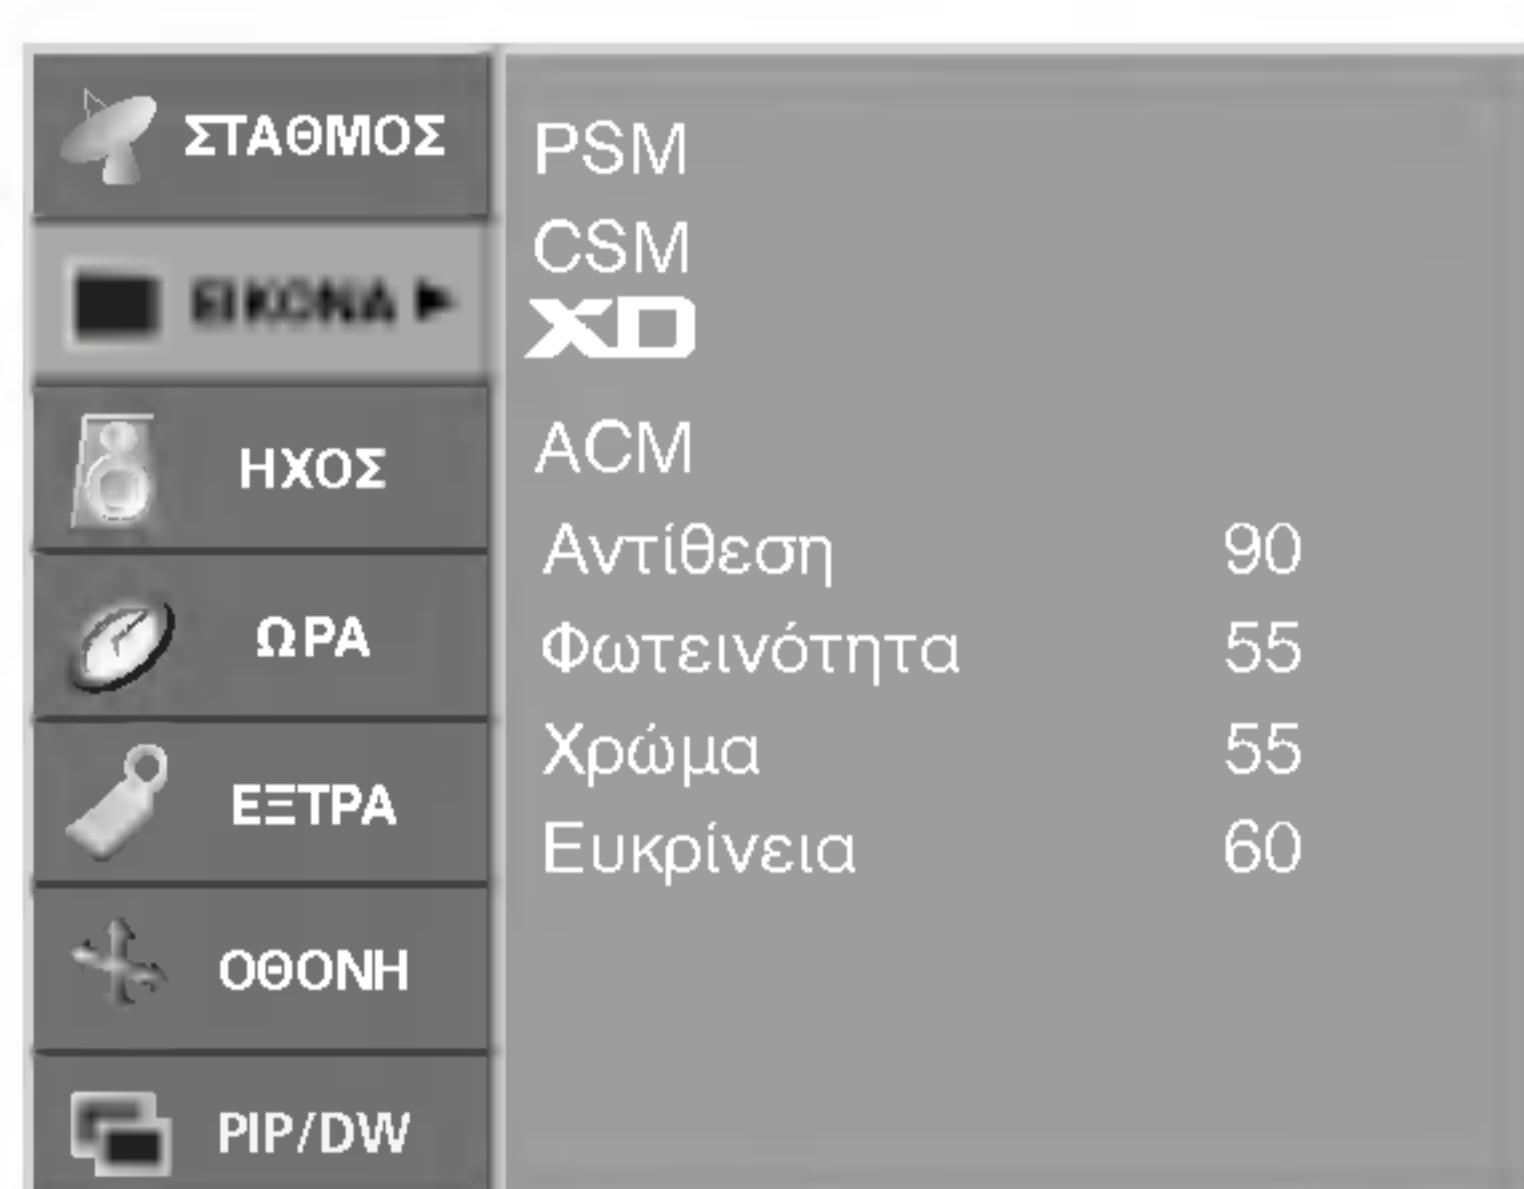 ΣΤΑΘΜΟΣ
ΕΙΚΟΝΑ ►
ΗΧΟΣ
ΩΡΑ
ΕΞΤΡΑ
ΟΘΟΝΗ
PIP/DW
PSM
CSM
XD
ACM
Αντίθεση 90
Φωτεινότητα 55
Χρώμα 55
Ευκρίνεια 60